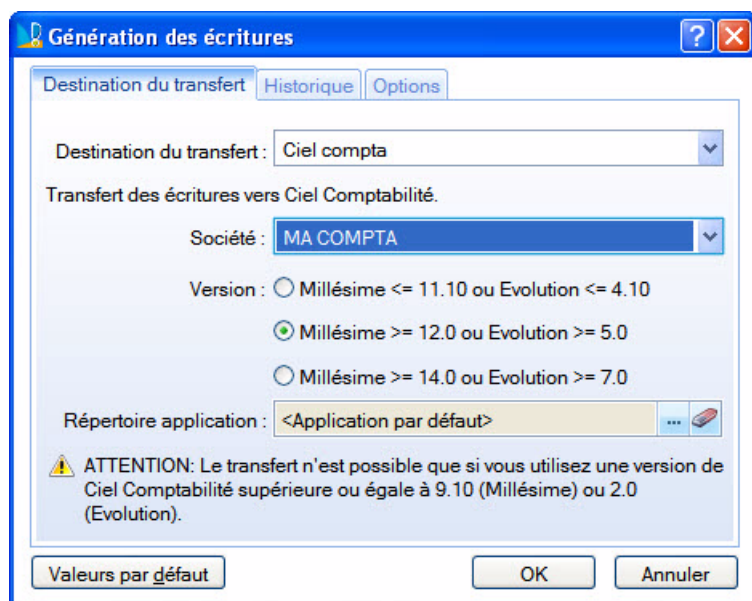 Génération des écritures
Destination du transfert Historique Options
Destination du transfert : Ciel compta
Transfert des écritures vers Ciel Comptabilité.
Société : MA COMPTA
Version : Millésime <= 11.10 ou Evolution <= 4.10
Millésime >= 12.0 ou Evolution >= 5.0
Millésime >= 14.0 ou Evolution >= 7.0
Répertoire application : <Application par défaut> ...
ATTENTION: Le transfert n'est possible que si vous utilisez une version de
Ciel Comptabilité supérieure ou égale à 9.10 (Millésime) ou 2.0
(Evolution).
Valeurs par défaut OK Annuler